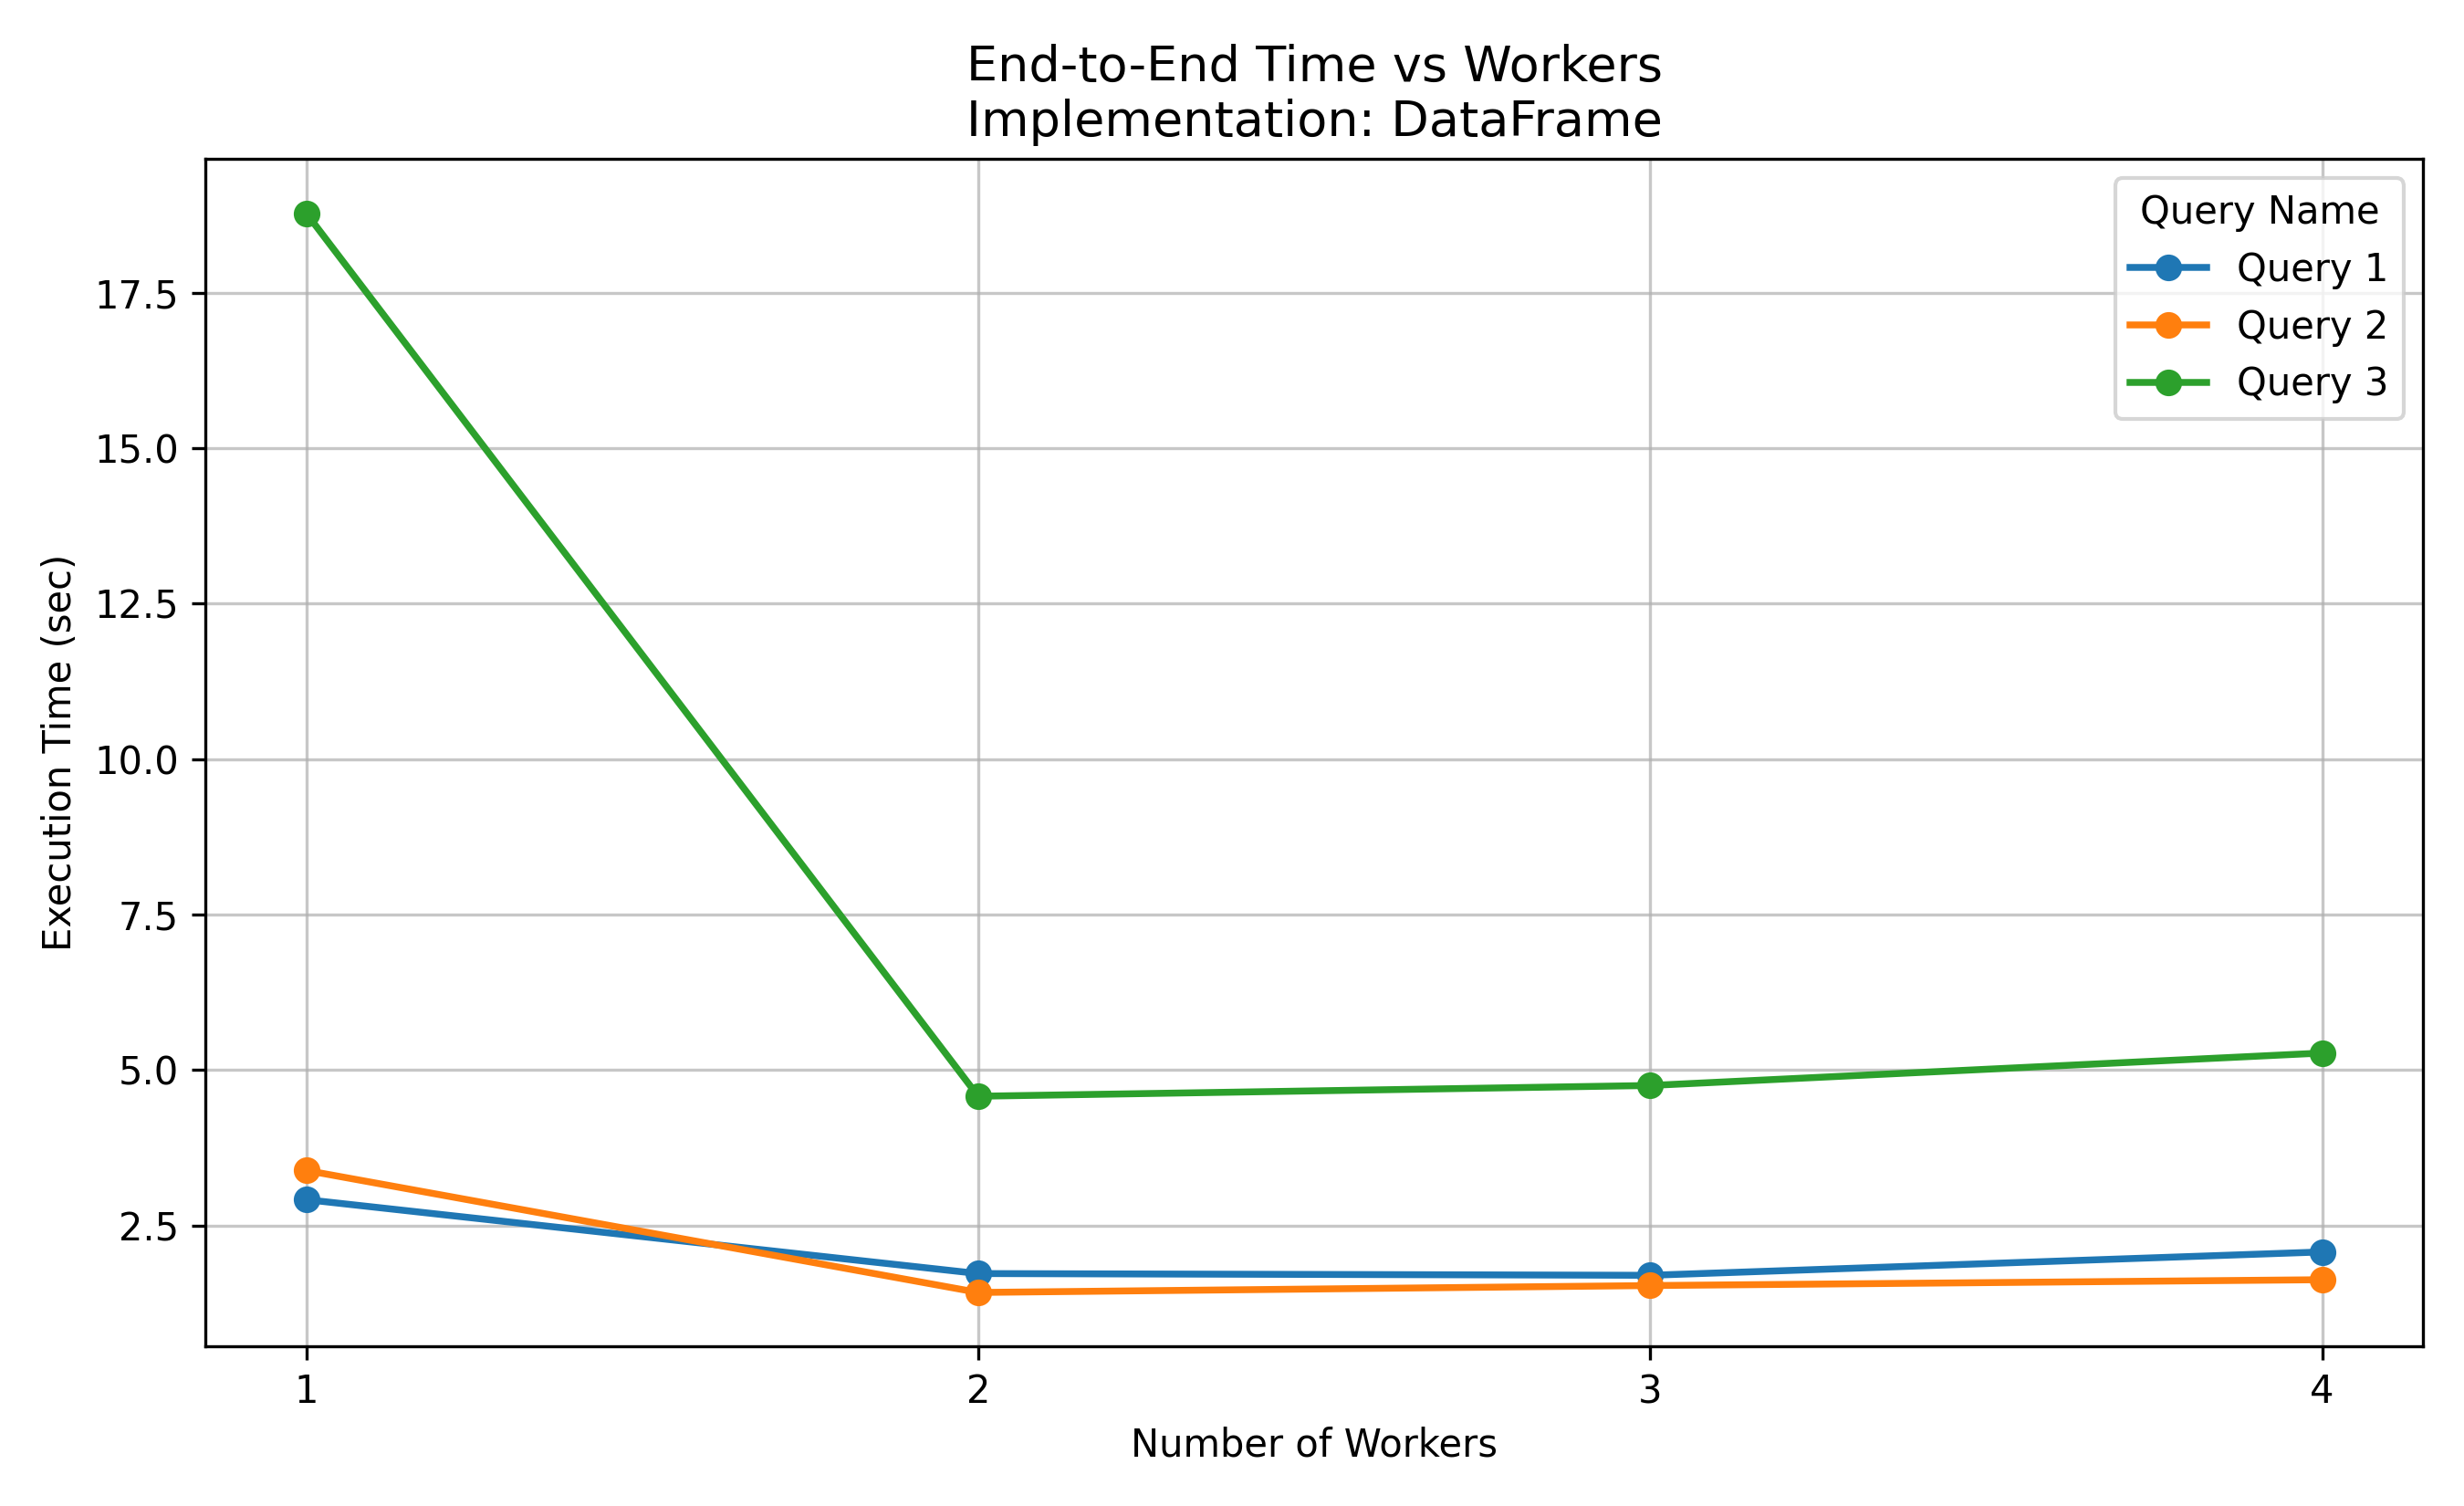 End-to-End Time vs Workers
Implementation: DataFrame
Query Name
Query 1
Query 2
Query 3
Execution Time (sec)
17.5
15.0
12.5
10.0
7.5
5.0
2.5
1 2 3 4
Number of Workers